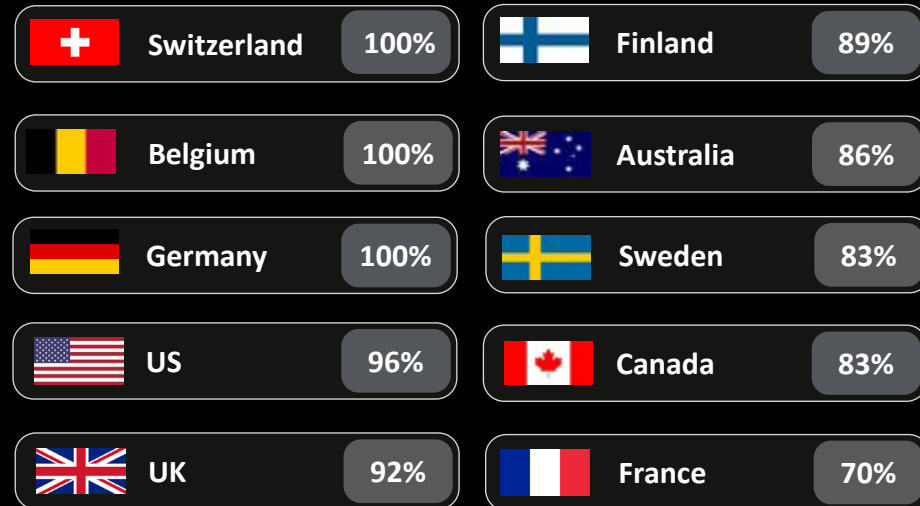 Switzerland 100%
Belgium 100%
Germany 100%
US 96%
UK 92%
Finland 89%
Australia 86%
Sweden 83%
Canada 83%
France 70%